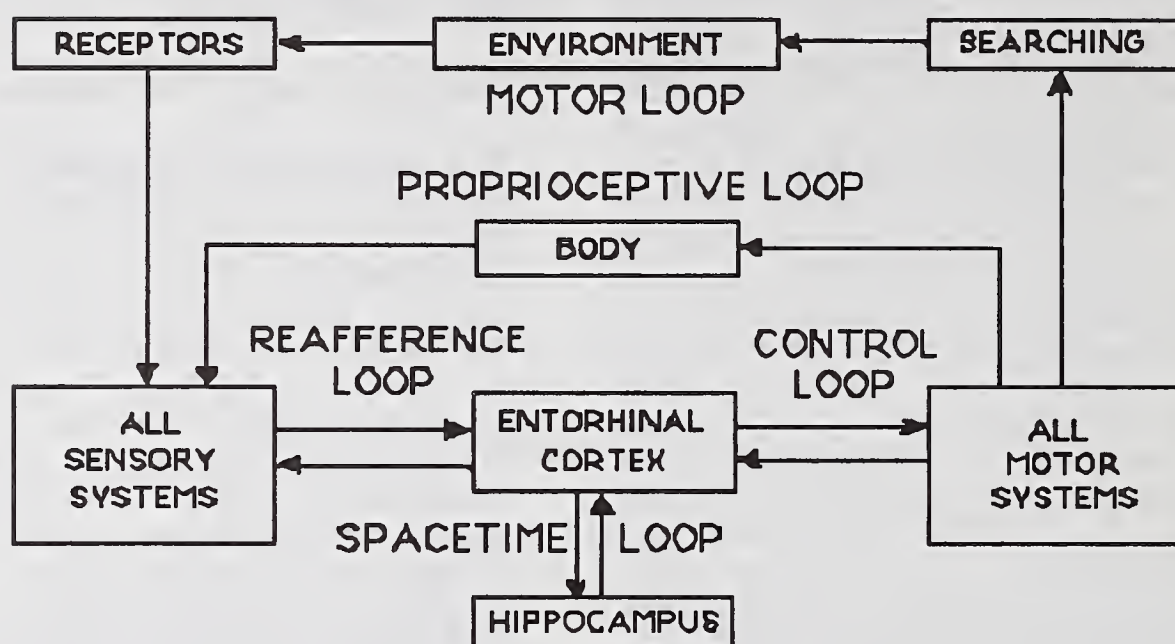 RECEPTORS
ENVIRONMENT
SEARCHING
MOTOR LOOP
PROPRIOCEPTIVE LOOP
BODY
REAFFERENCE
LOOP
CONTROL
LOOP
ALL
SENSORY
SYSTEMS
ENTORHINAL
CORTEX
ALL
MOTOR
SYSTEMS
SPACETIME LOOP
HIPPOCAMPUS